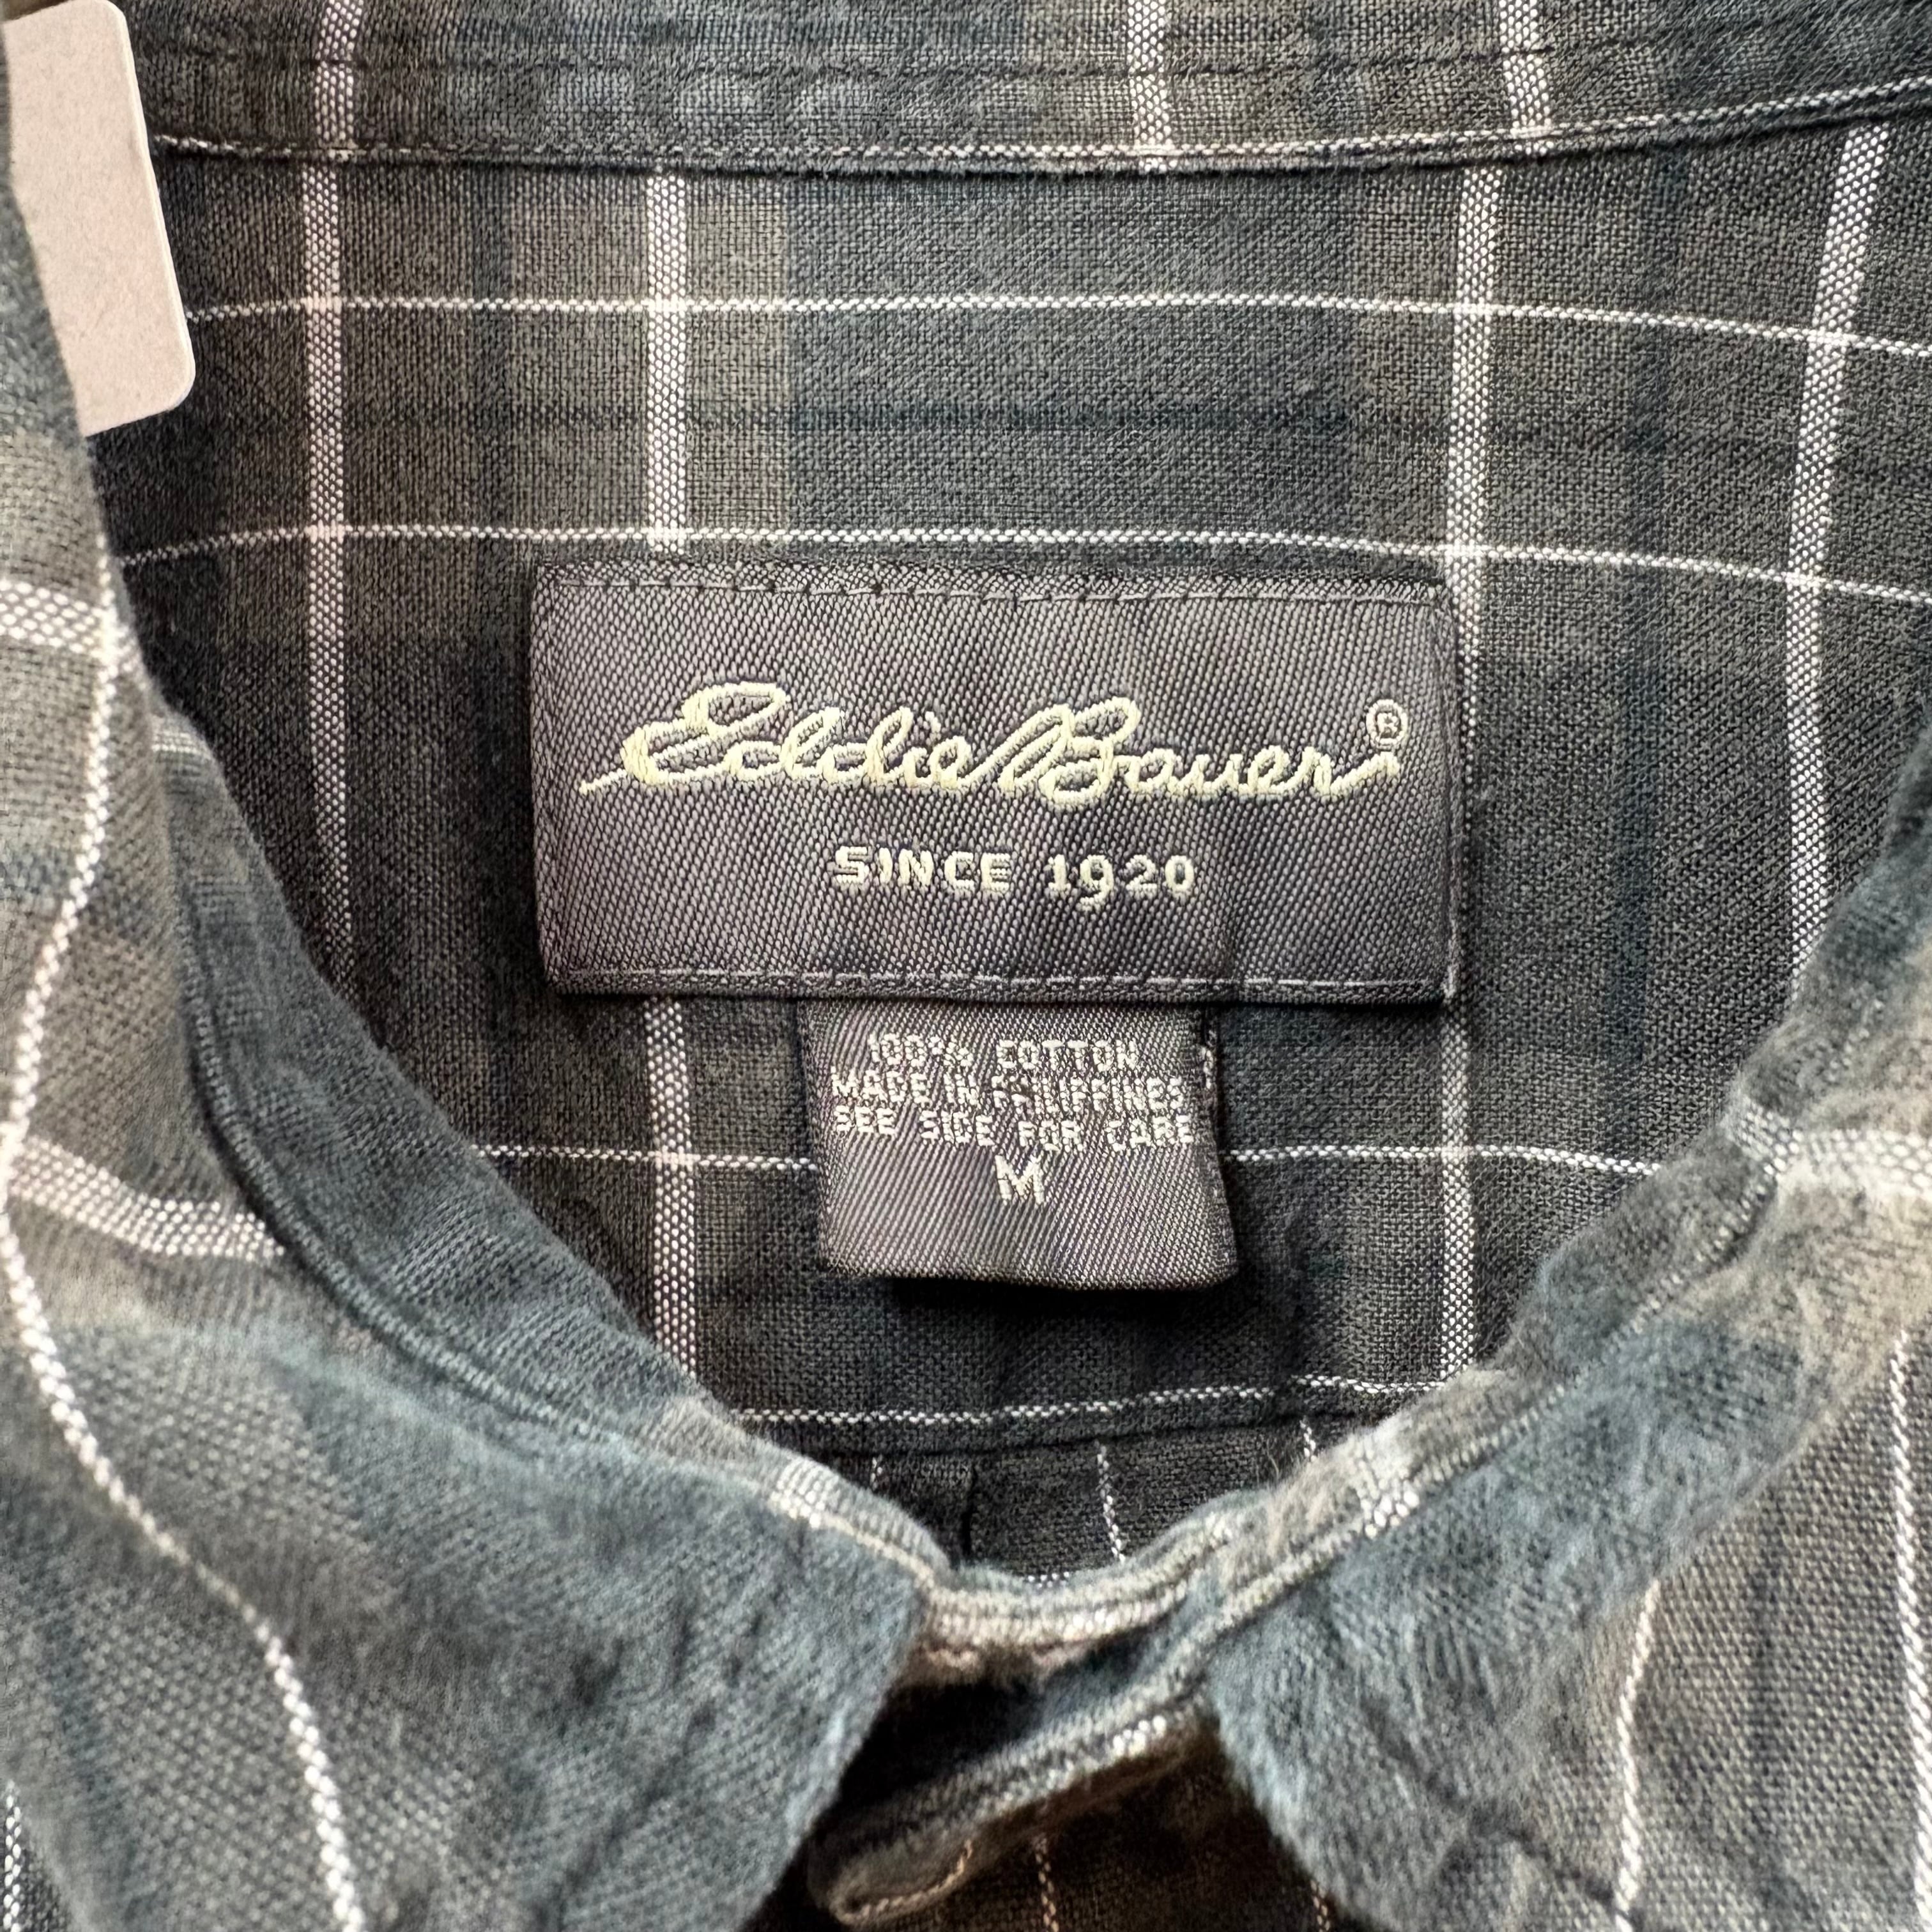 Eddie Bauer®
SINCE 1920
100% COTTON
MADE IN PHILIPPINES
SEE SIDE FOR CARE
M